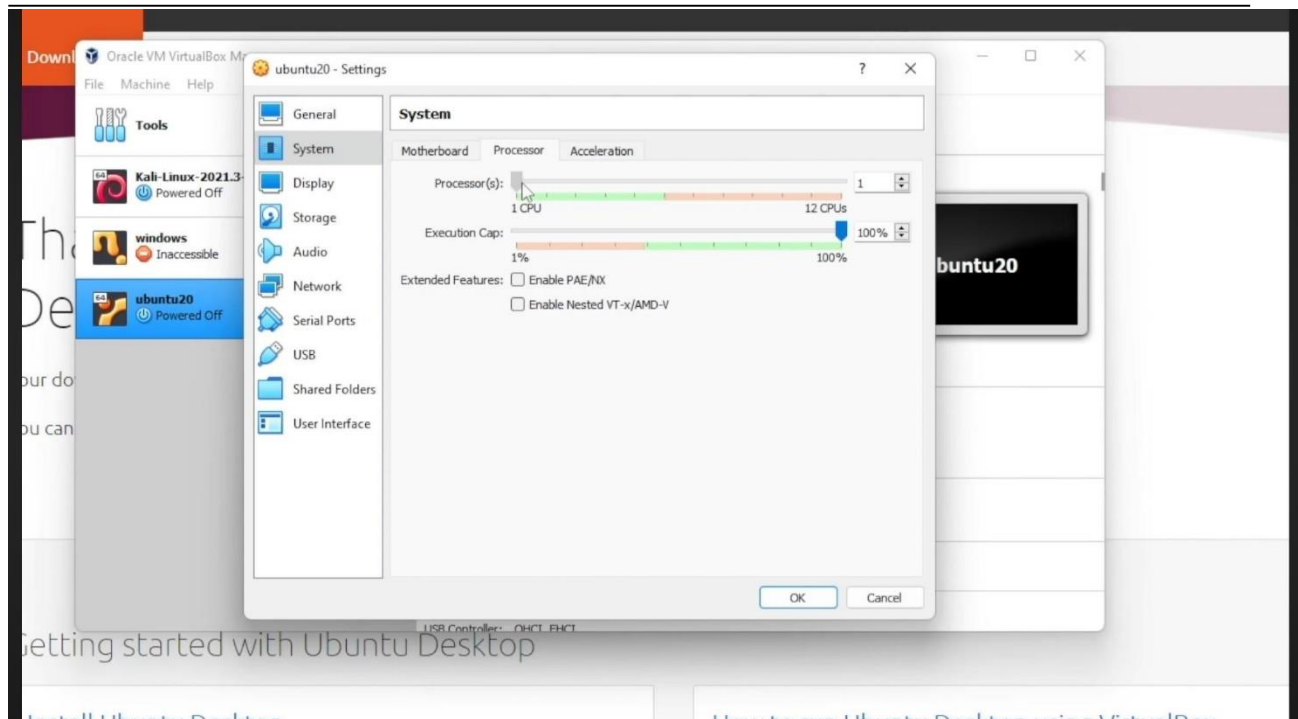 Oracle VM VirtualBox
File Machine Help
Tools
64
Kali-Linux-2021.3-
Powered Off
windows
Inaccessible
64
ubuntu20
Powered Off
ubuntu20 - Settings
?
General
System
Display
Storage
Audio
Network
Serial Ports
USB
Shared Folders
User Interface
System
Motherboard Processor Acceleration
Processor(s): 1
1 CPU 12 CPUs
Execution Cap: 100%
1% 100%
Extended Features: Enable PAE/NX
Enable Nested VT-x/AMD-V
OK Cancel
buntu20
USB Controller: OHCI, EHCI
Getting started with Ubuntu Desktop